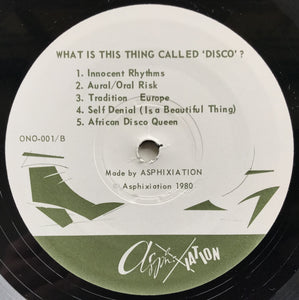 WHAT IS THIS THING CALLED 'DISCO'?
1. Innocent Rhythms
2. Aural/Oral Risk
3. Tradition Europe
4. Self Denial (Is a Beautiful Thing)
5. African Disco Queen
ONO-001/B
Made by ASPHIXIATION
© Asphixiation 1980
AsphiXIATION